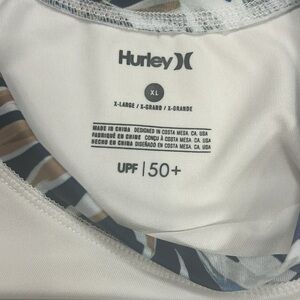 Hurley
XL
X-LARGE / X-GRAND / X-GRANDE
MADE IN CHINA DESIGNED IN COSTA MESA, CA, USA
FABRIQUÉ EN CHINE CONÇU À COSTA MESA, CA, USA
HECHO EN CHINA DISEÑADO EN COSTA MESA, CA, USA
UPF | 50+